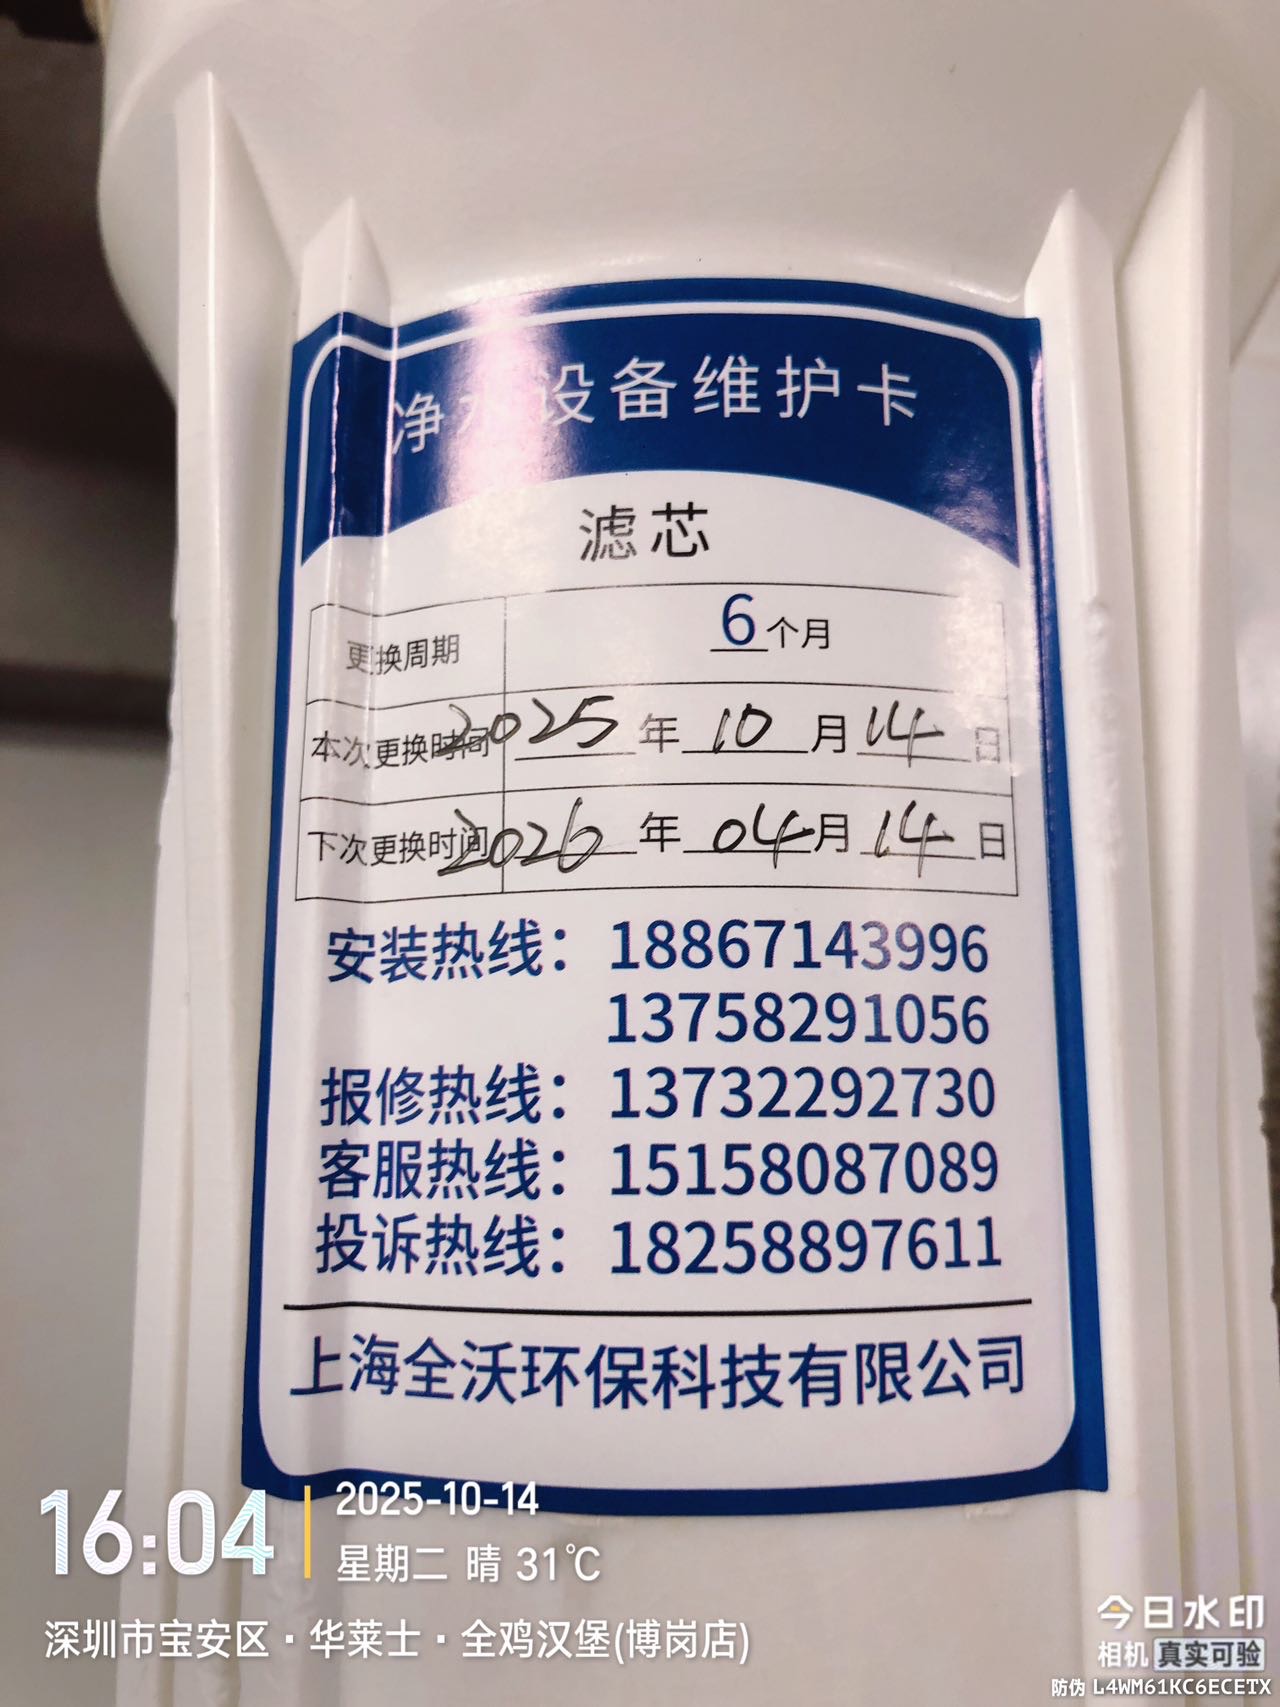 净水设备维护卡
滤芯
更换周期 6个月
本次更换时间 2025年10月14日
下次更换时间 2026年04月14日
安装热线：18867143996
13758291056
报修热线：13732292730
客服热线：15158087089
投诉热线：18258897611
上海全沃环保科技有限公司
16:04
2025-10-14
星期二 晴 31℃
深圳市宝安区·华莱士·全鸡汉堡(博岗店)
今日水印
相机 真实可验
防伪 L4WM61KC6ECETX